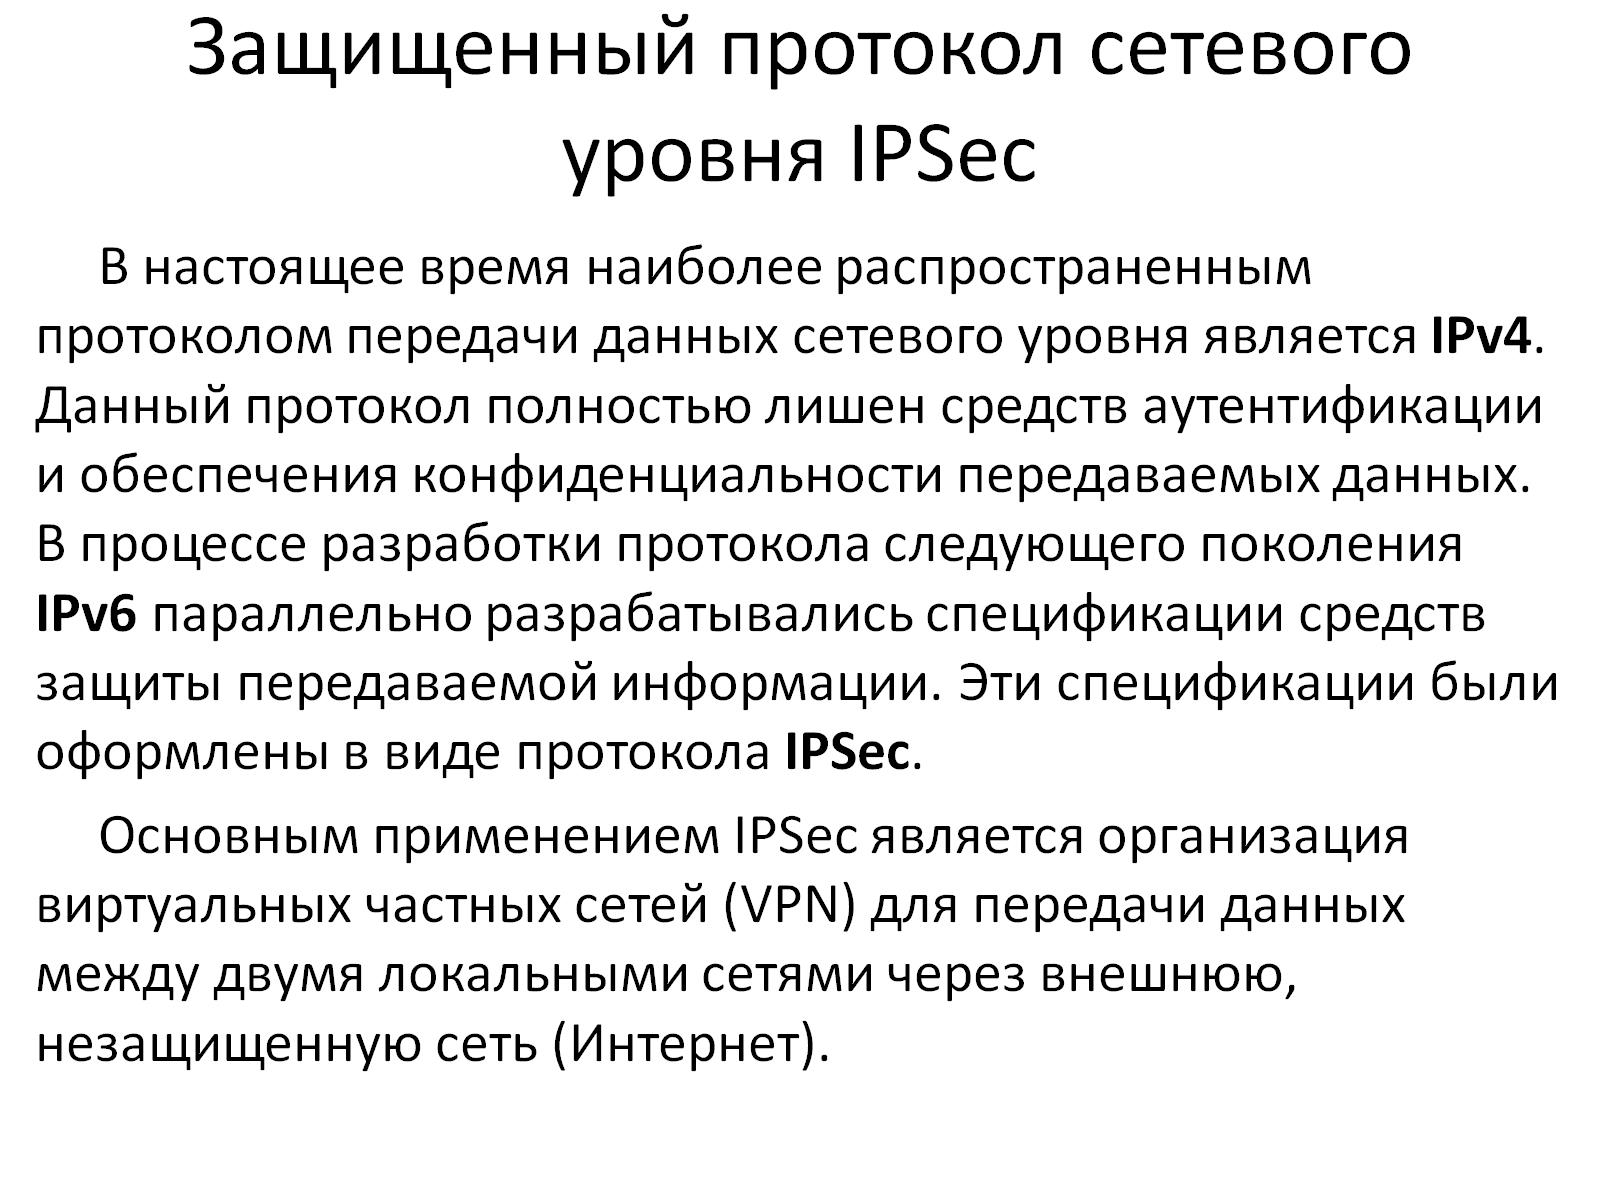 Защищенный протокол сетевого
уровня IPSec
В настоящее время наиболее распространенным
протоколом передачи данных сетевого уровня является IPv4.
Данный протокол полностью лишен средств аутентификации
и обеспечения конфиденциальности передаваемых данных.
В процессе разработки протокола следующего поколения
IPv6 параллельно разрабатывались спецификации средств
защиты передаваемой информации. Эти спецификации были
оформлены в виде протокола IPSec.
Основным применением IPSec является организация
виртуальных частных сетей (VPN) для передачи данных
между двумя локальными сетями через внешнюю,
незащищенную сеть (Интернет).